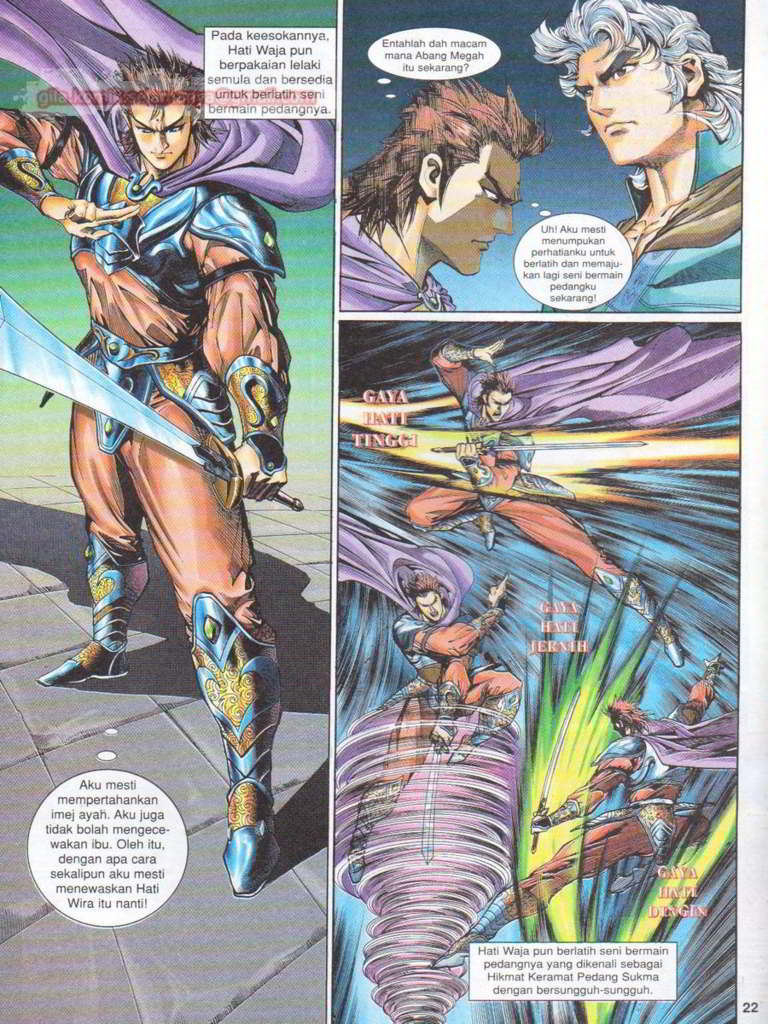 Pada keesokannya,
Hati Waja pun
berpakaian lelaki
semula dan bersedia
untuk berlatih seni
bermain pedangnya.
Aku mesti
mempertahankan
imej ayah. Aku juga
tidak bolah mengece-
wakan ibu. Oleh itu,
dengan apa cara
sekalipun aku mesti
menewaskan Hati
Wira itu nanti!
Entahlah dah macam
mana Abang Megah
itu sekarang?
Uh! Aku mesti
menumpukan
perhatianku untuk
berlatih dan memaju-
kan lagi seni bermain
pedangku
sekarang!
GAYA
HATI
TINGGI
GAYA
HATI
JERNIH
GAYA
HATI
DINGIN
Hati Waja pun berlatih seni bermain
pedangnya yang dikenali sebagai
Hikmat Keramat Pedang Sukma
dengan bersungguh-sungguh.
22